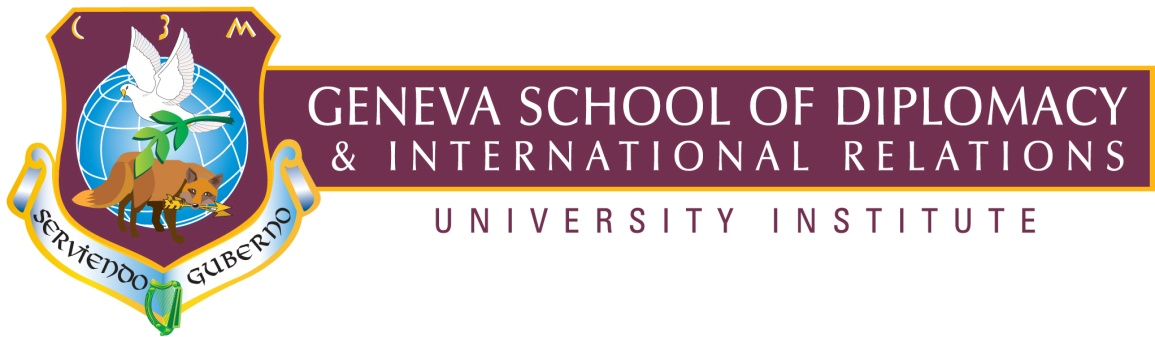 C 3 M
GENEVA SCHOOL OF DIPLOMACY
& INTERNATIONAL RELATIONS
UNIVERSITY INSTITUTE
SERVIENDO GUBERNO